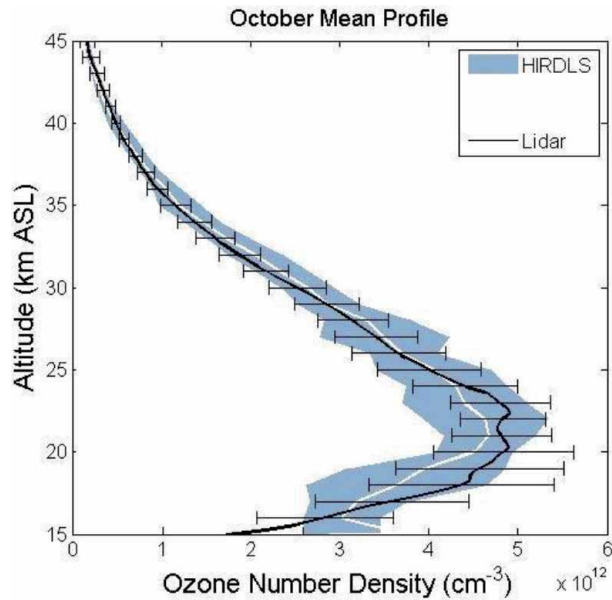 October Mean Profile
HIRDLS
Lidar
Altitude (km ASL)
45
40
35
30
25
20
15
0 1 2 3 4 5 6
Ozone Number Density (cm⁻³)
x 10¹²